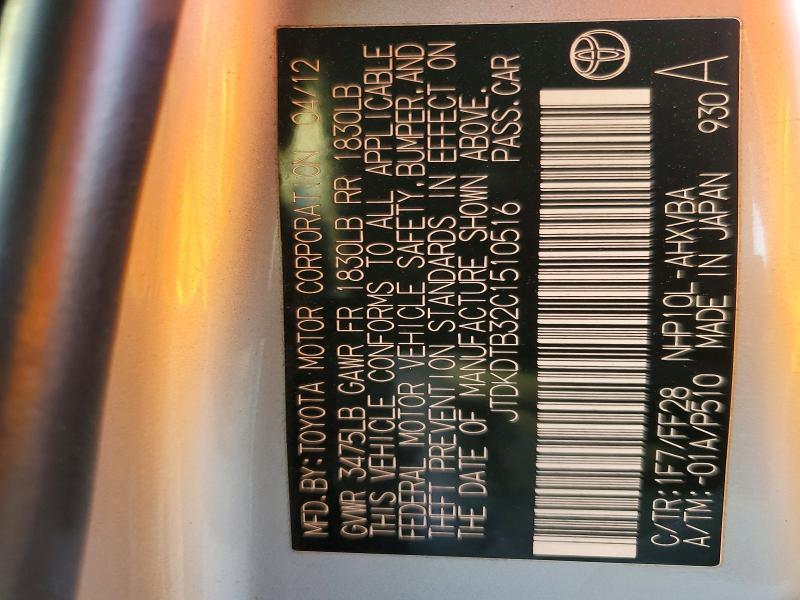 MFD.BY:TOYOTA MOTOR CORPORATION 04/12
GVWR 3475LB GAWR FR 1830LB RR 1830LB
THIS VEHICLE CONFORMS TO ALL APPLICABLE
FEDERAL MOTOR VEHICLE SAFETY,BUMPER,AND
THEFT PREVENTION STANDARDS IN EFFECT ON
THE DATE OF MANUFACTURE SHOWN ABOVE.
JTDKDTB32C1510516 PASS.CAR
C/TR:1F7/FF28 NHP10L-AHXVBA A
A/TM:-01A/P510 MADE IN JAPAN 930